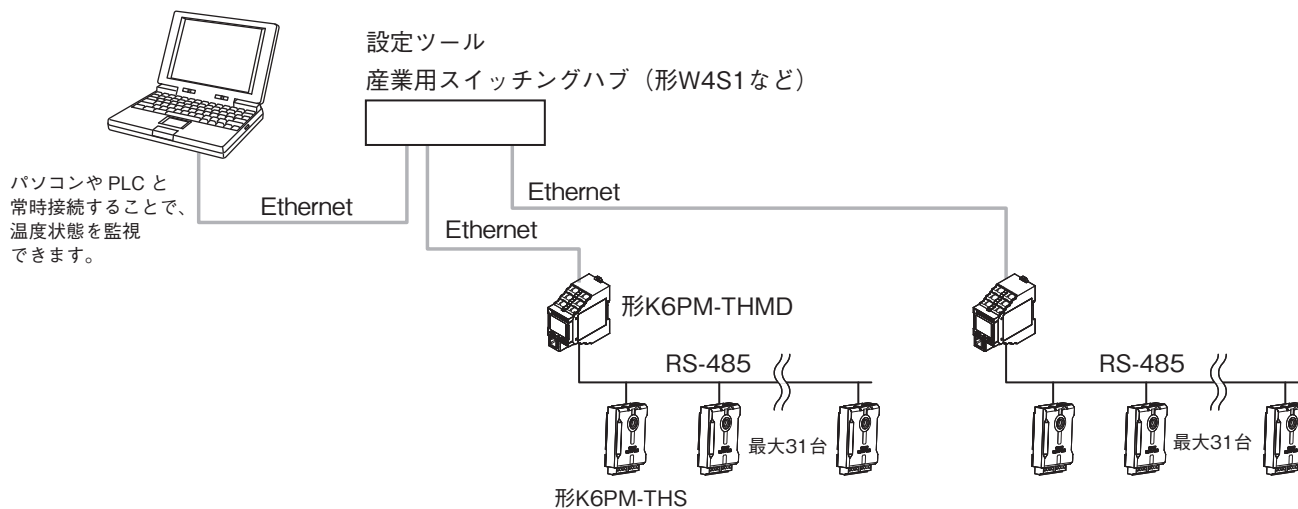 設定ツール
産業用スイッチングハブ（形W4S1など）
パソコンや PLC と
常時接続することで、
温度状態を監視
できます。
Ethernet
Ethernet
Ethernet
形K6PM-THMD
RS-485
RS-485
最大31台
最大31台
形K6PM-THS